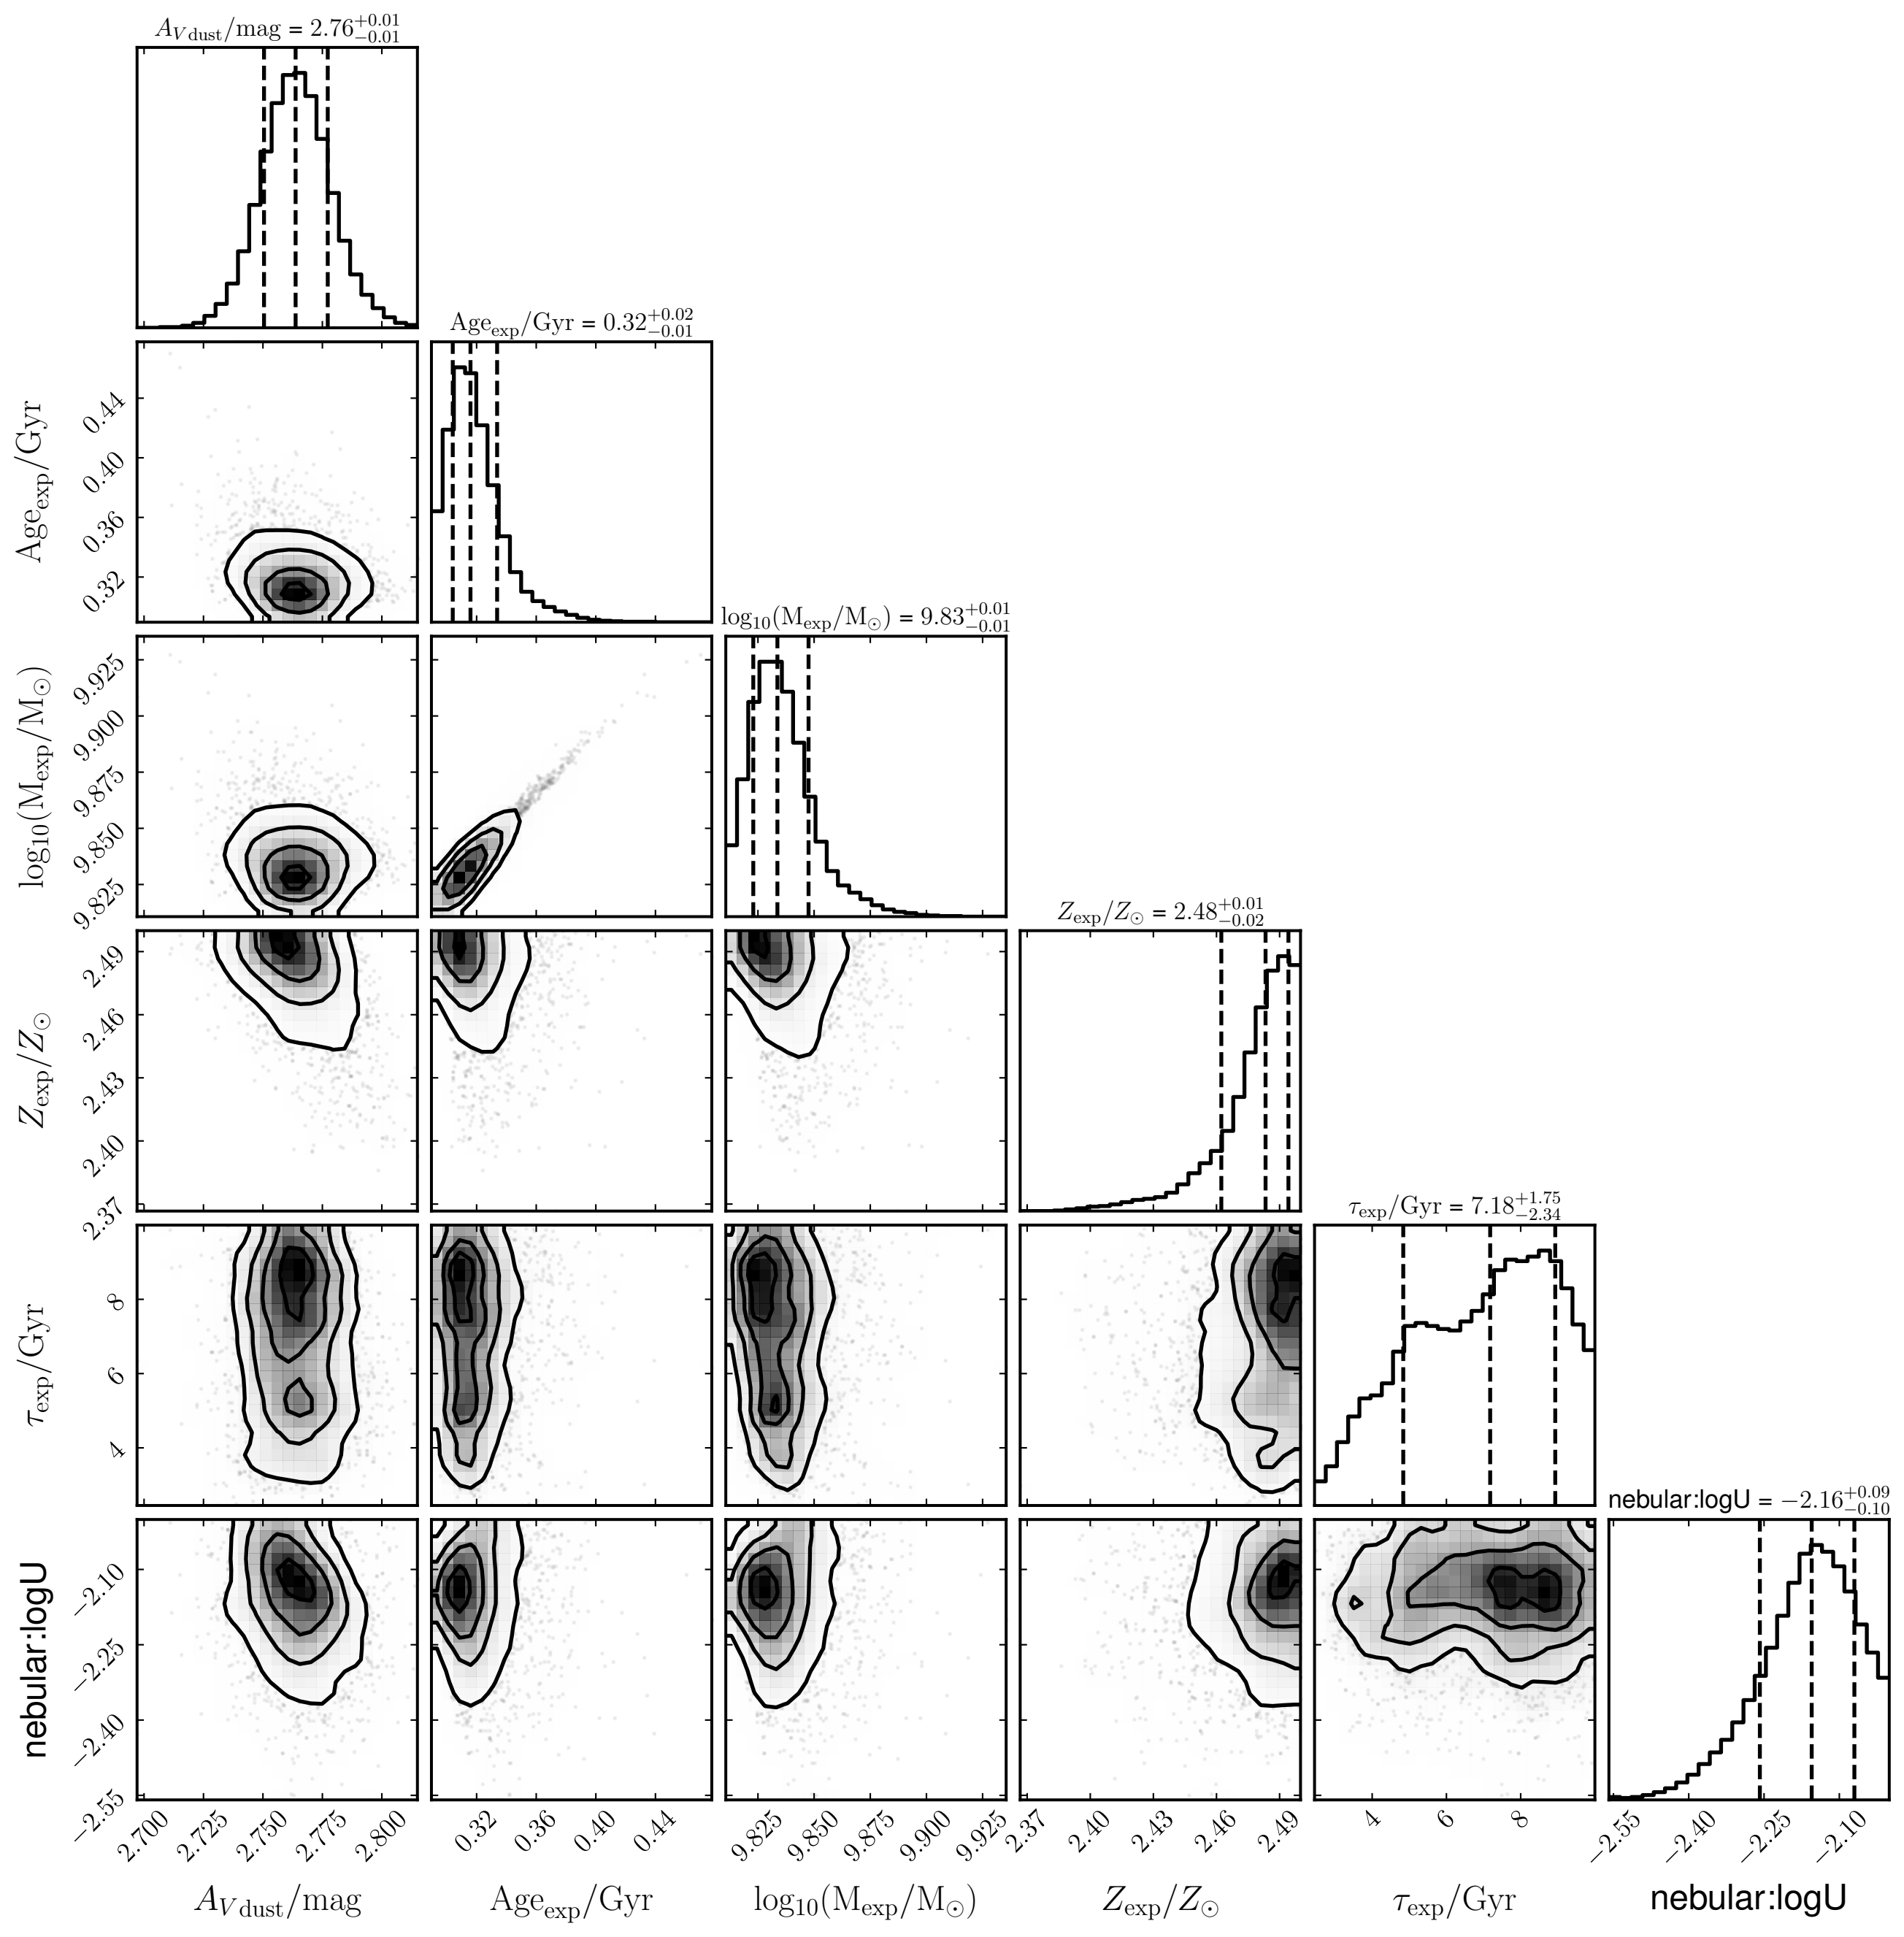 A_V dust/mag = 2.76^{+0.01}_{-0.01}
Age_exp/Gyr = 0.32^{+0.02}_{-0.01}
0.44
0.40
0.36
0.32
Age_exp/Gyr
log_10(M_exp/M_⊙) = 9.83^{+0.01}_{-0.01}
9.925
9.900
9.875
9.850
9.825
log_10(M_exp/M_⊙)
Z_exp/Z_⊙ = 2.48^{+0.01}_{-0.02}
2.49
2.46
2.43
2.40
2.37
Z_exp/Z_⊙
τ_exp/Gyr = 7.18^{+1.75}_{-2.34}
8
6
4
τ_exp/Gyr
nebular:logU = −2.16^{+0.09}_{-0.10}
−2.10
−2.25
−2.40
−2.55
nebular:logU
2.700 2.725 2.750 2.775 2.800 0.32 0.36 0.40 0.44 9.825 9.850 9.875 9.900 9.925 2.37 2.40 2.43 2.46 2.49 4 6 8 −2.55 −2.40 −2.25 −2.10
A_V dust/mag Age_exp/Gyr log_10(M_exp/M_⊙) Z_exp/Z_⊙ τ_exp/Gyr nebular:logU